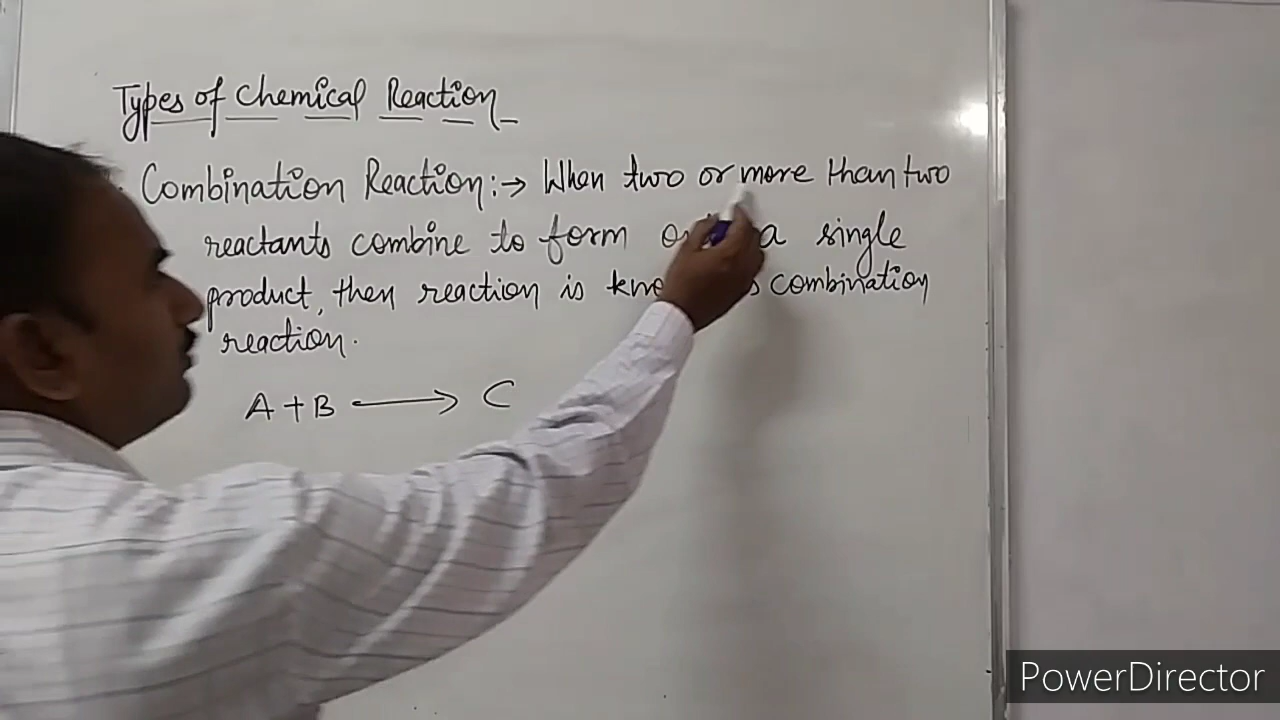 Types of Chemical Reaction
Combination Reaction:→ When two or more than two
reactants combine to form a single
product, then reaction is combination
reaction.
A+B ⟶ C
PowerDirector